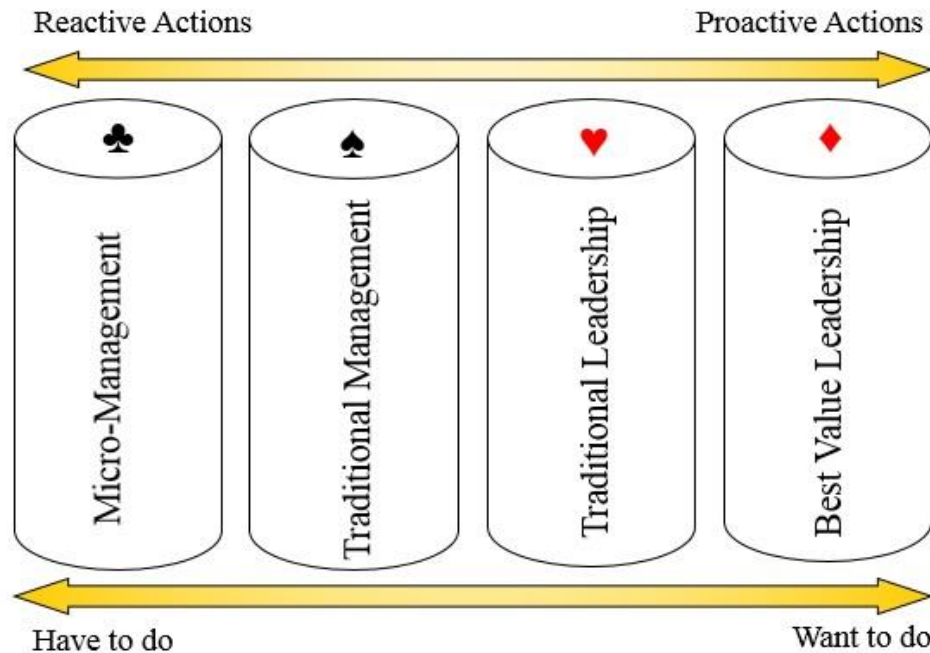 Reactive Actions
Proactive Actions
♣
♠
♥
♦
Micro-Management
Traditional Management
Traditional Leadership
Best Value Leadership
Have to do
Want to do